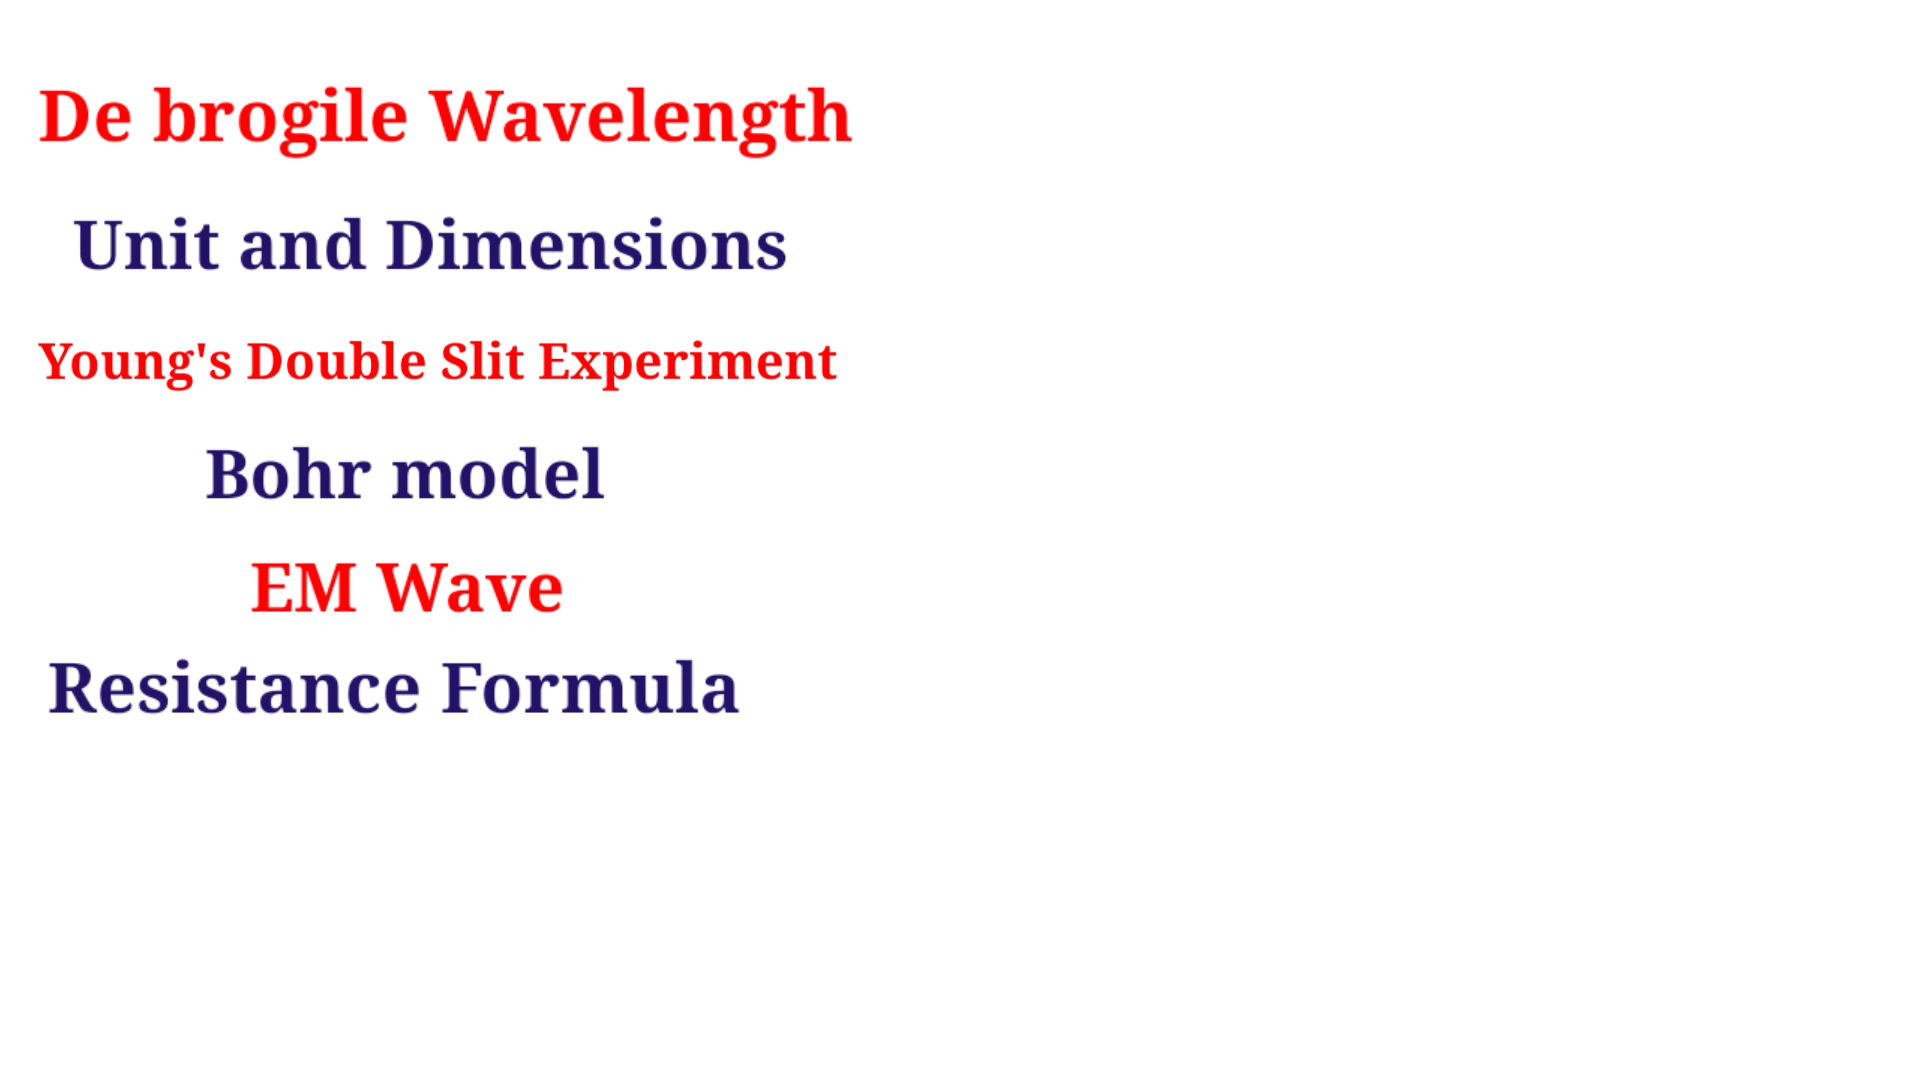 De brogile Wavelength
Unit and Dimensions
Young's Double Slit Experiment
Bohr model
EM Wave
Resistance Formula